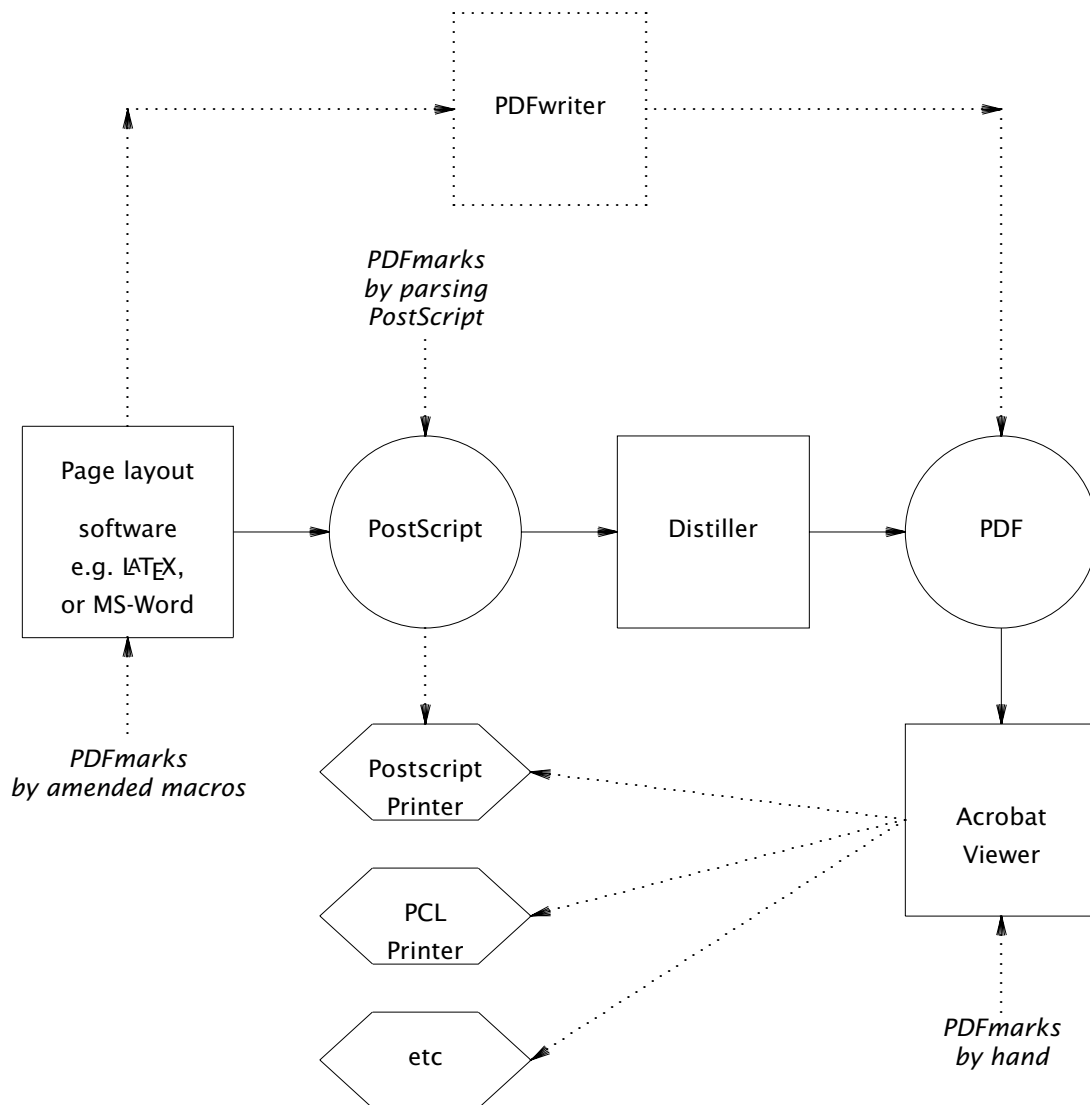 PDFwriter
PDFmarks
by parsing
PostScript
Page layout
software
e.g. LATEX,
or MS-Word
PostScript
Distiller
PDF
PDFmarks
by amended macros
Postscript
Printer
Acrobat
Viewer
PCL
Printer
etc
PDFmarks
by hand